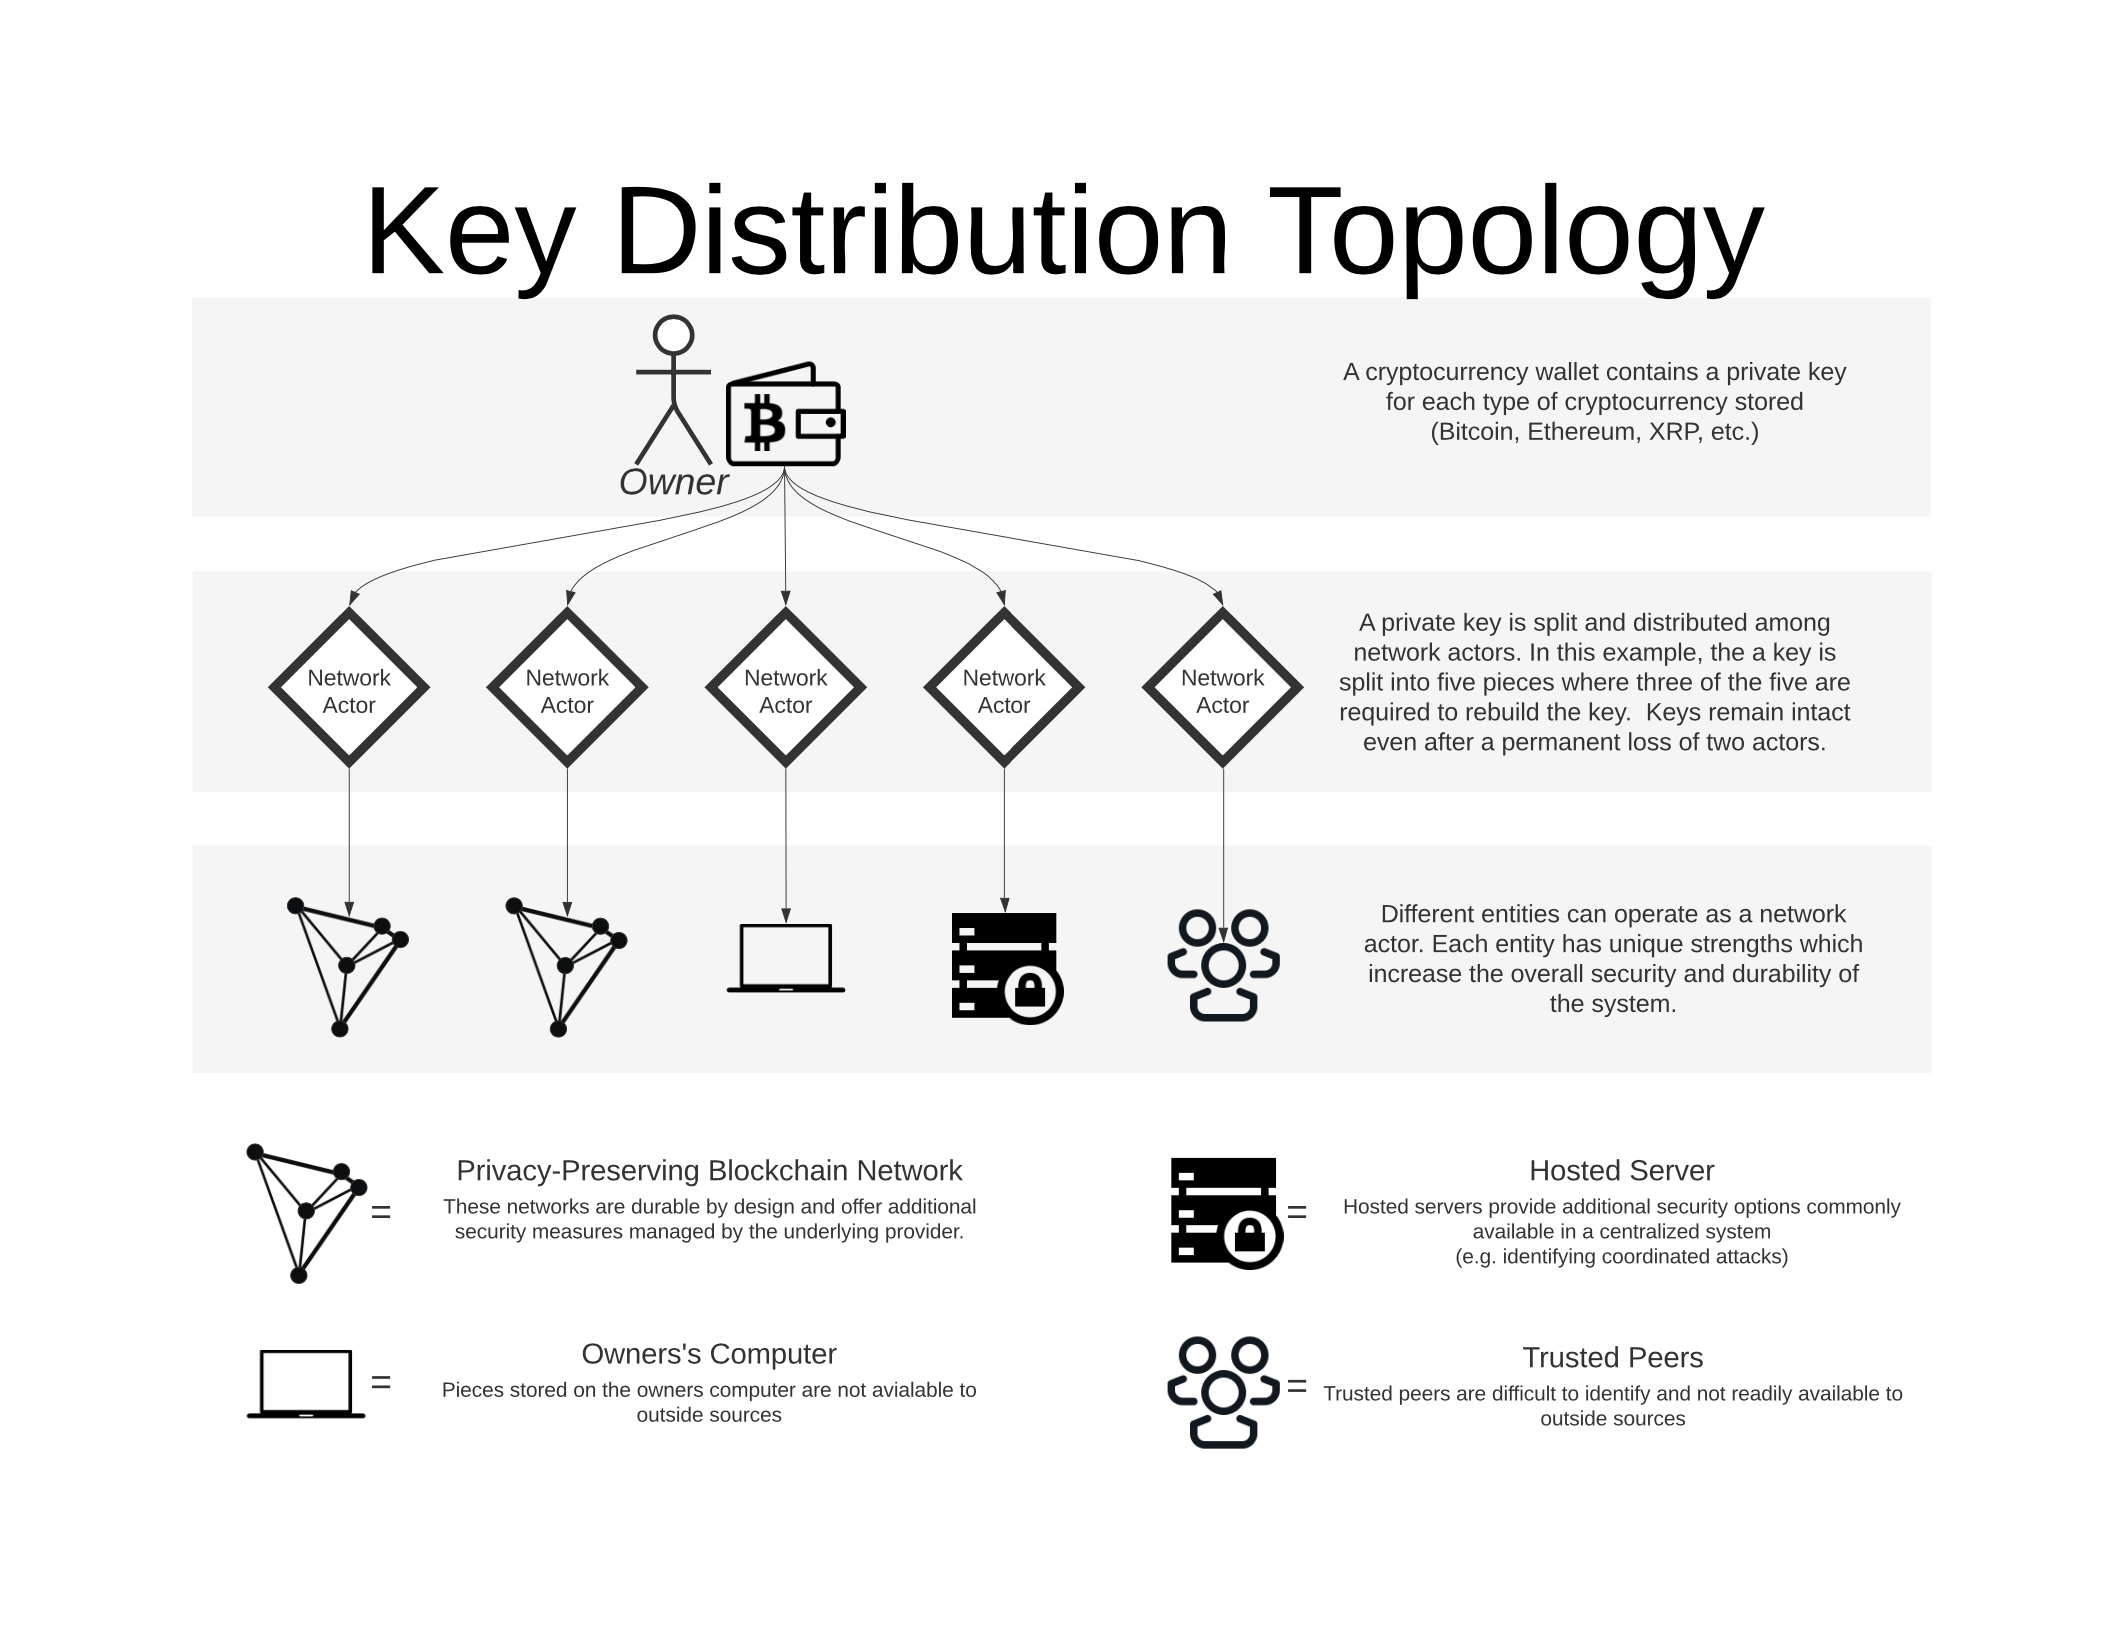 Key Distribution Topology
Owner
A cryptocurrency wallet contains a private key
for each type of cryptocurrency stored
(Bitcoin, Ethereum, XRP, etc.)
Network
Actor
Network
Actor
Network
Actor
Network
Actor
Network
Actor
A private key is split and distributed among
network actors. In this example, the a key is
split into five pieces where three of the five are
required to rebuild the key.  Keys remain intact
even after a permanent loss of two actors.
Different entities can operate as a network
actor. Each entity has unique strengths which
increase the overall security and durability of
the system.
=
Privacy-Preserving Blockchain Network
These networks are durable by design and offer additional
security measures managed by the underlying provider.
=
Hosted Server
Hosted servers provide additional security options commonly
available in a centralized system
(e.g. identifying coordinated attacks)
=
Owners's Computer
Pieces stored on the owners computer are not avialable to
outside sources
=
Trusted Peers
Trusted peers are difficult to identify and not readily available to
outside sources